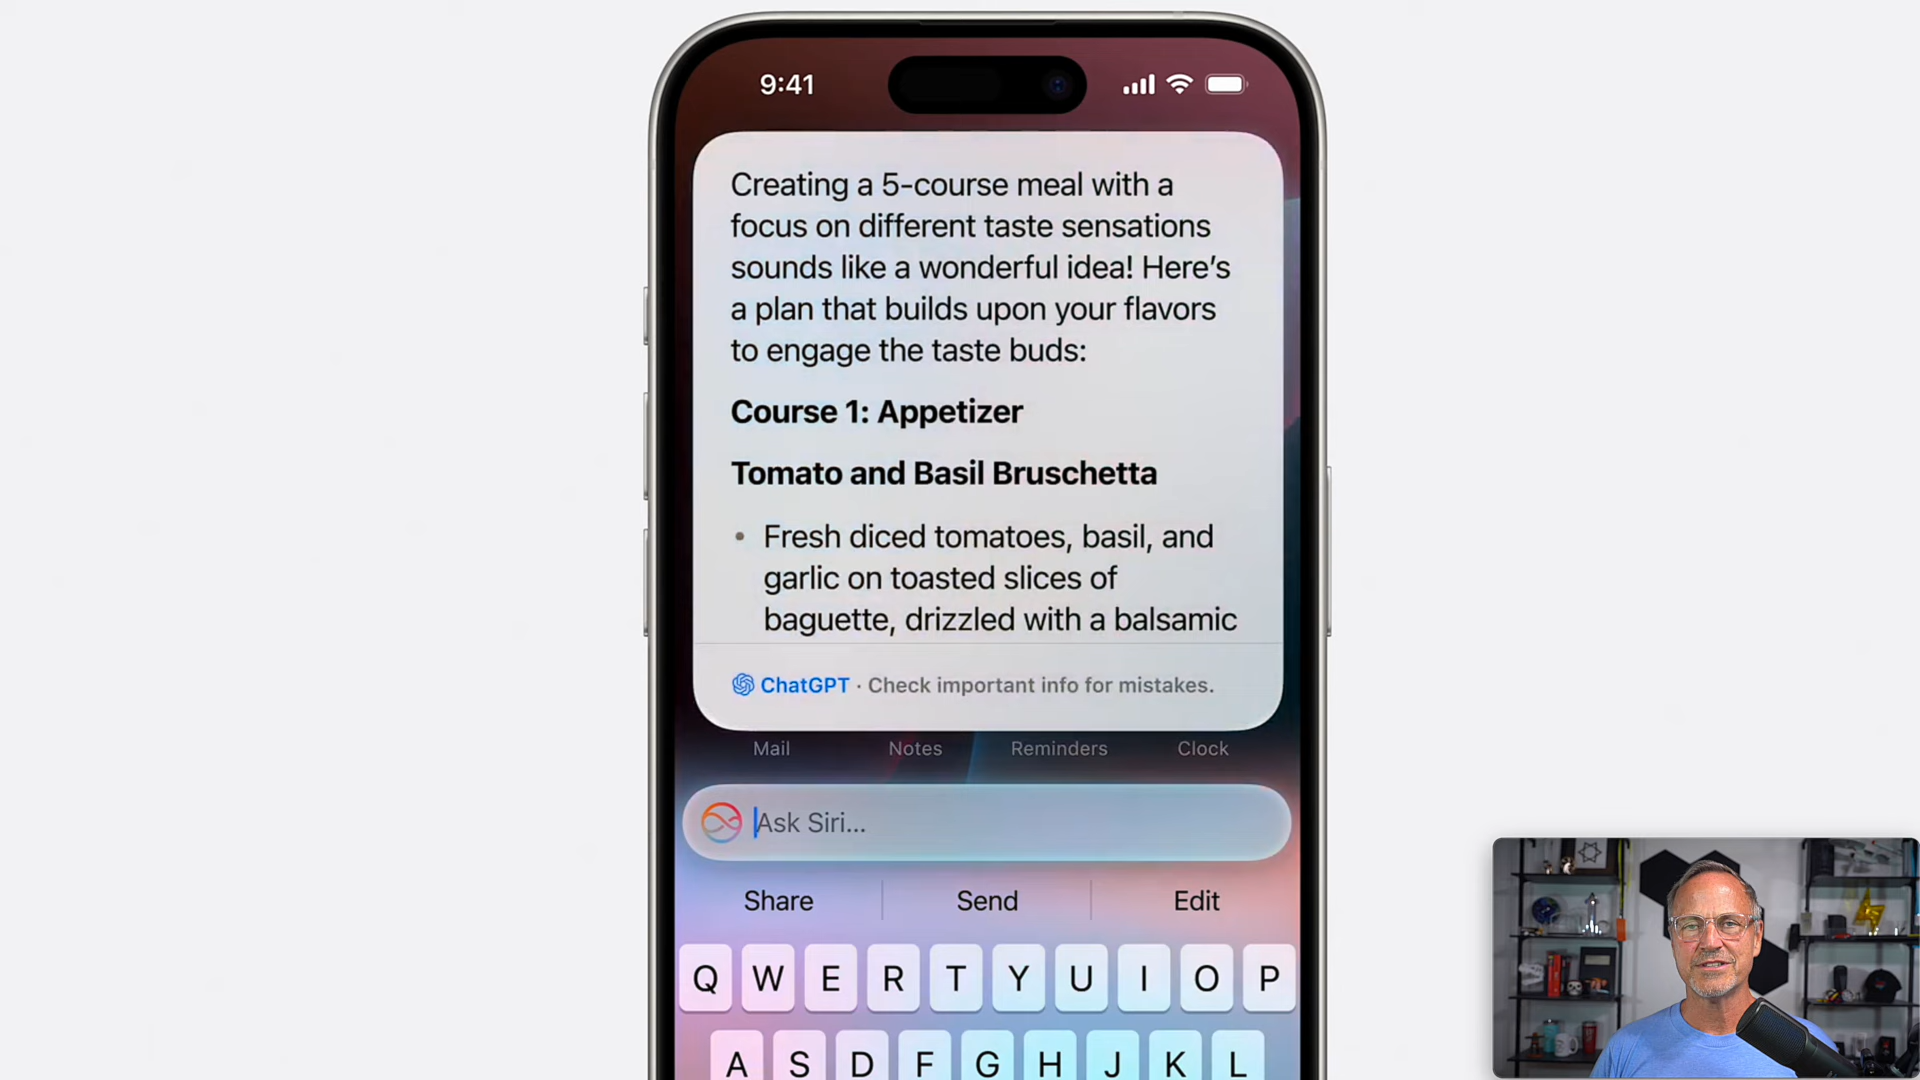 9:41
Creating a 5-course meal with a
focus on different taste sensations
sounds like a wonderful idea! Here’s
a plan that builds upon your flavors
to engage the taste buds:
Course 1: Appetizer
Tomato and Basil Bruschetta
• Fresh diced tomatoes, basil, and
garlic on toasted slices of
baguette, drizzled with a balsamic
ChatGPT · Check important info for mistakes.
Mail Notes Reminders Clock
Ask Siri...
Share Send Edit
Q W E R T Y U I O P
A S D F G H J K L